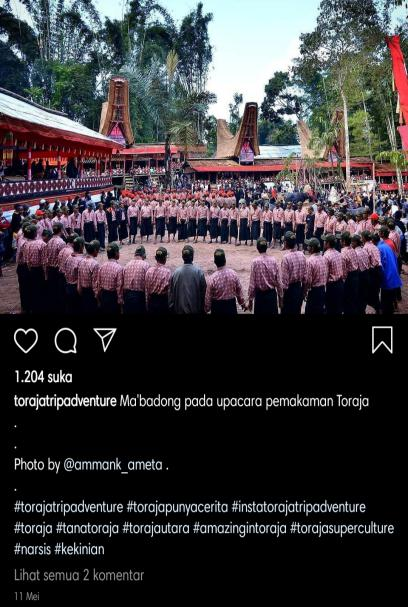 1.204 suka
torajatripadventure Ma'badong pada upacara pemakaman Toraja
.
.
Photo by @ammank_ameta .
.
#torajatripadventure #torajapunyacerita #instatorajatripadventure
#toraja #tanatoraja #torajautara #amazingintoraja #torajasuperculture
#narsis #kekinian
Lihat semua 2 komentar
11 Mei